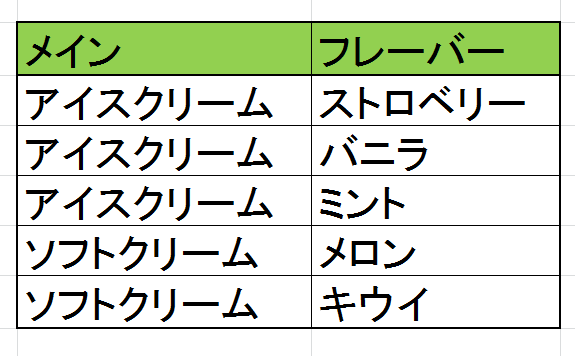 メイン フレーバー
アイスクリーム ストロベリー
アイスクリーム バニラ
アイスクリーム ミント
ソフトクリーム メロン
ソフトクリーム キウイ